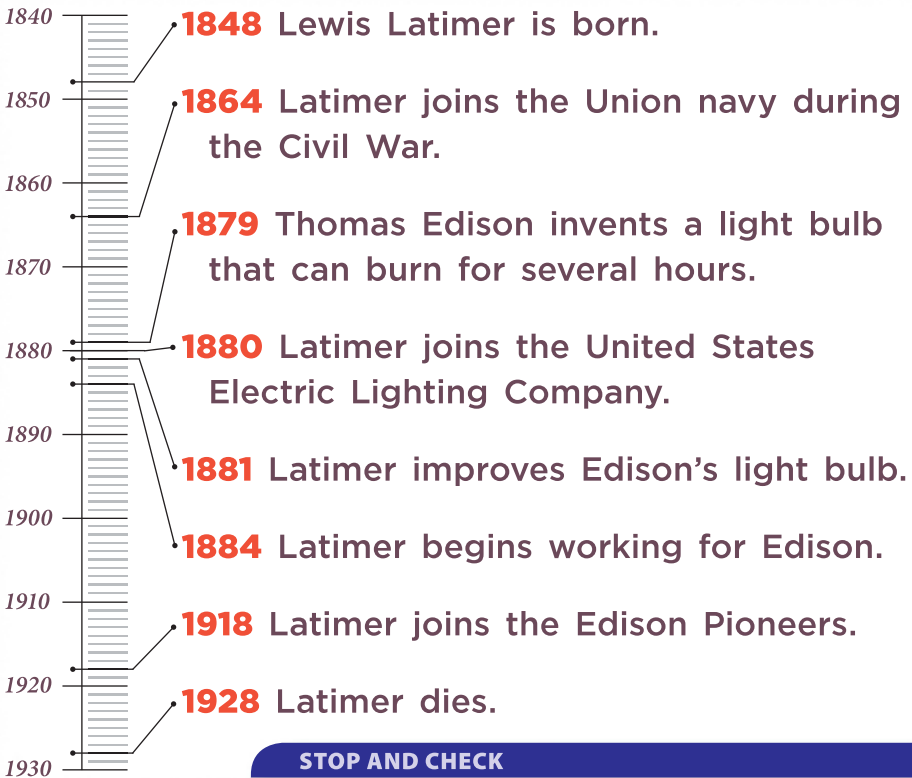 1840
1848 Lewis Latimer is born.
1850
1864 Latimer joins the Union navy during
the Civil War.
1860
1879 Thomas Edison invents a light bulb
that can burn for several hours.
1870
1880
1880 Latimer joins the United States
Electric Lighting Company.
1890
1881 Latimer improves Edison’s light bulb.
1900
1884 Latimer begins working for Edison.
1910
1918 Latimer joins the Edison Pioneers.
1920
1928 Latimer dies.
1930
STOP AND CHECK